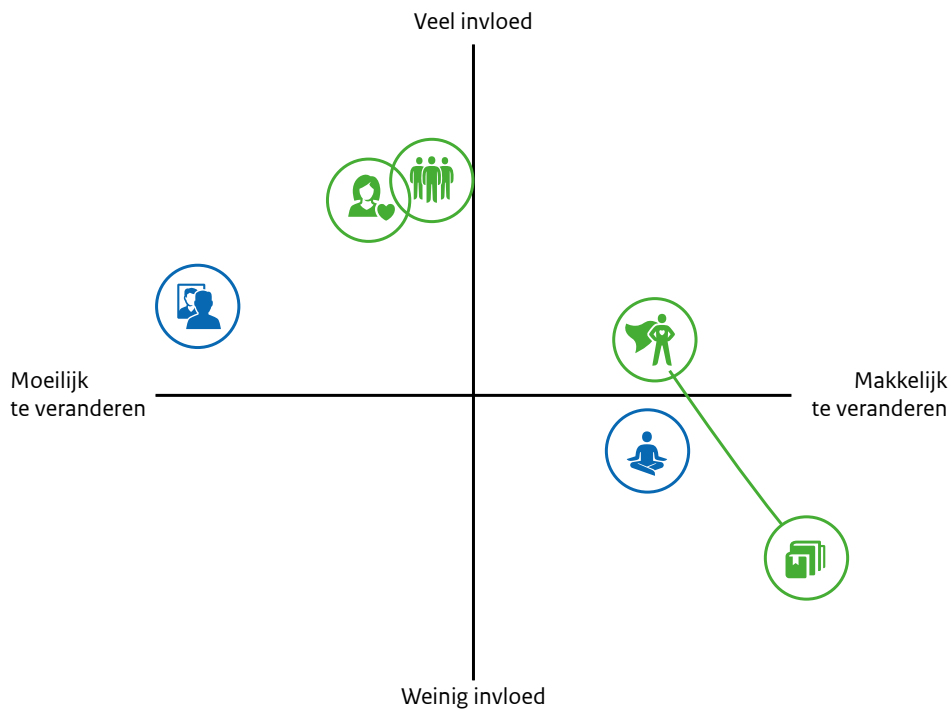 Veel invloed
Moeilijk
te veranderen
Makkelijk
te veranderen
Weinig invloed